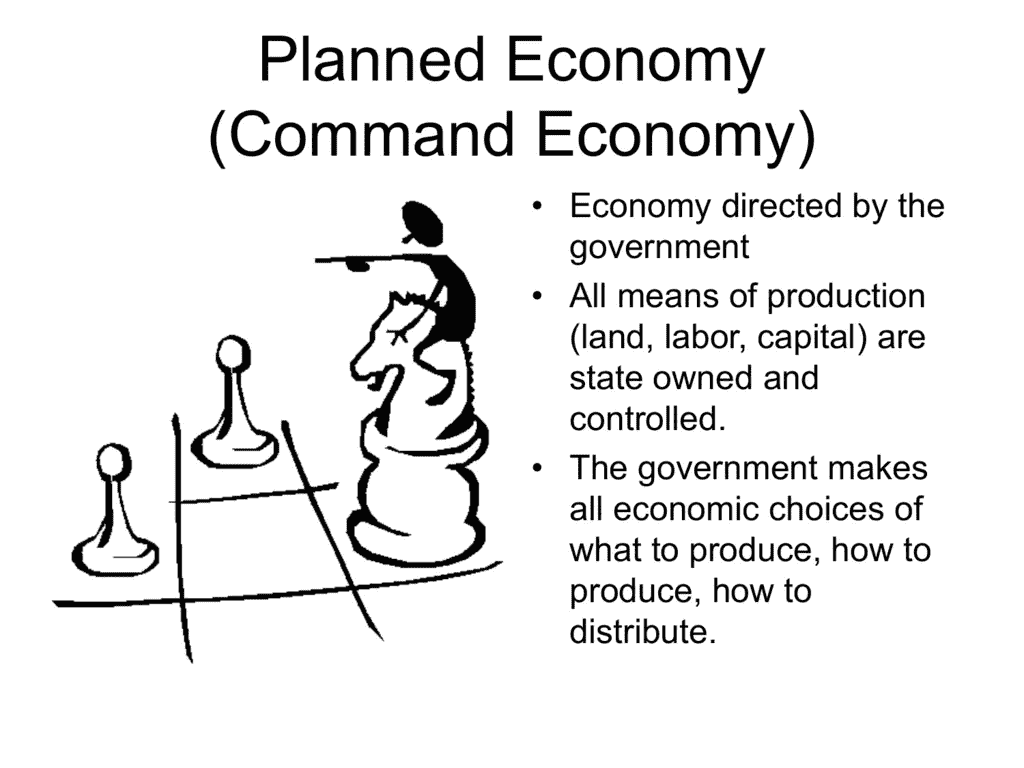 Planned Economy
(Command Economy)
• Economy directed by the
government
• All means of production
(land, labor, capital) are
state owned and
controlled.
• The government makes
all economic choices of
what to produce, how to
produce, how to
distribute.